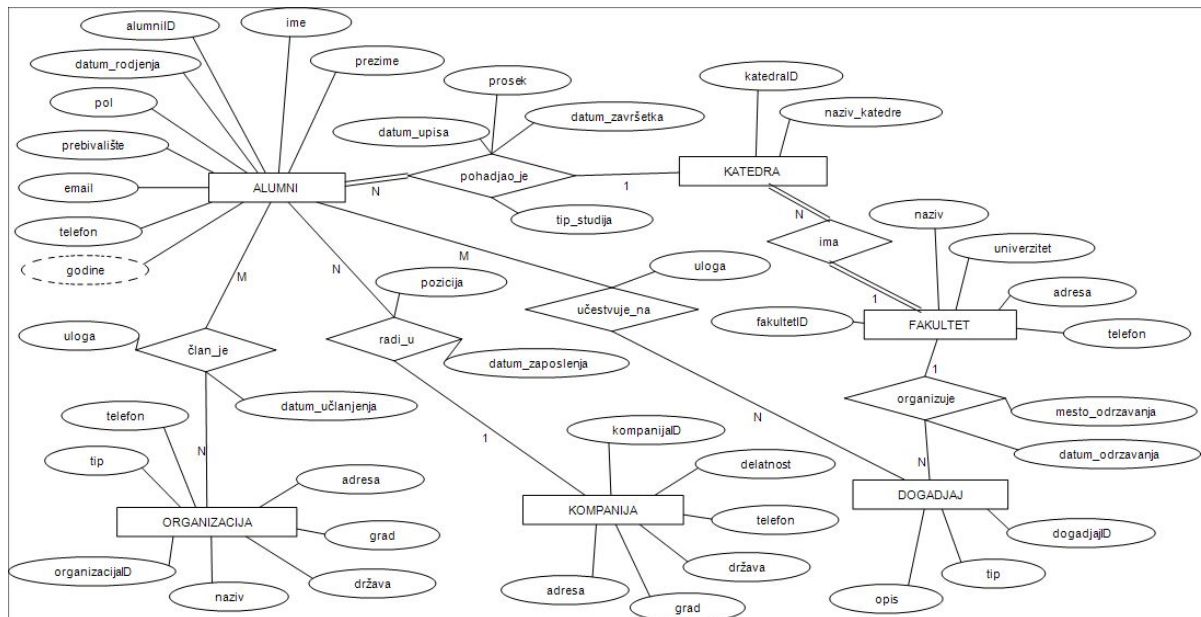 alumniID
ime
datum_rodjenja
prezime
pol
prebivalište
email
telefon
godine
ALUMNI
prosek
datum_upisa
datum_završetka
pohadjao_je
tip_studija
N
1
katedraID
naziv_katedre
KATEDRA
N
ima
1
naziv
univerzitet
adresa
fakultetID
FAKULTET
telefon
M
N
M
uloga
pozicija
učestvuje_na
uloga
član_je
radi_u
datum_zaposlenja
datum_učlanjenja
1
organizuje
mesto_odrzavanja
datum_odrzavanja
N
1
N
N
telefon
tip
adresa
ORGANIZACIJA
grad
organizacijaID
naziv
država
kompanijaID
delatnost
KOMPANIJA
telefon
država
adresa
grad
DOGADJAJ
dogadjajID
tip
opis